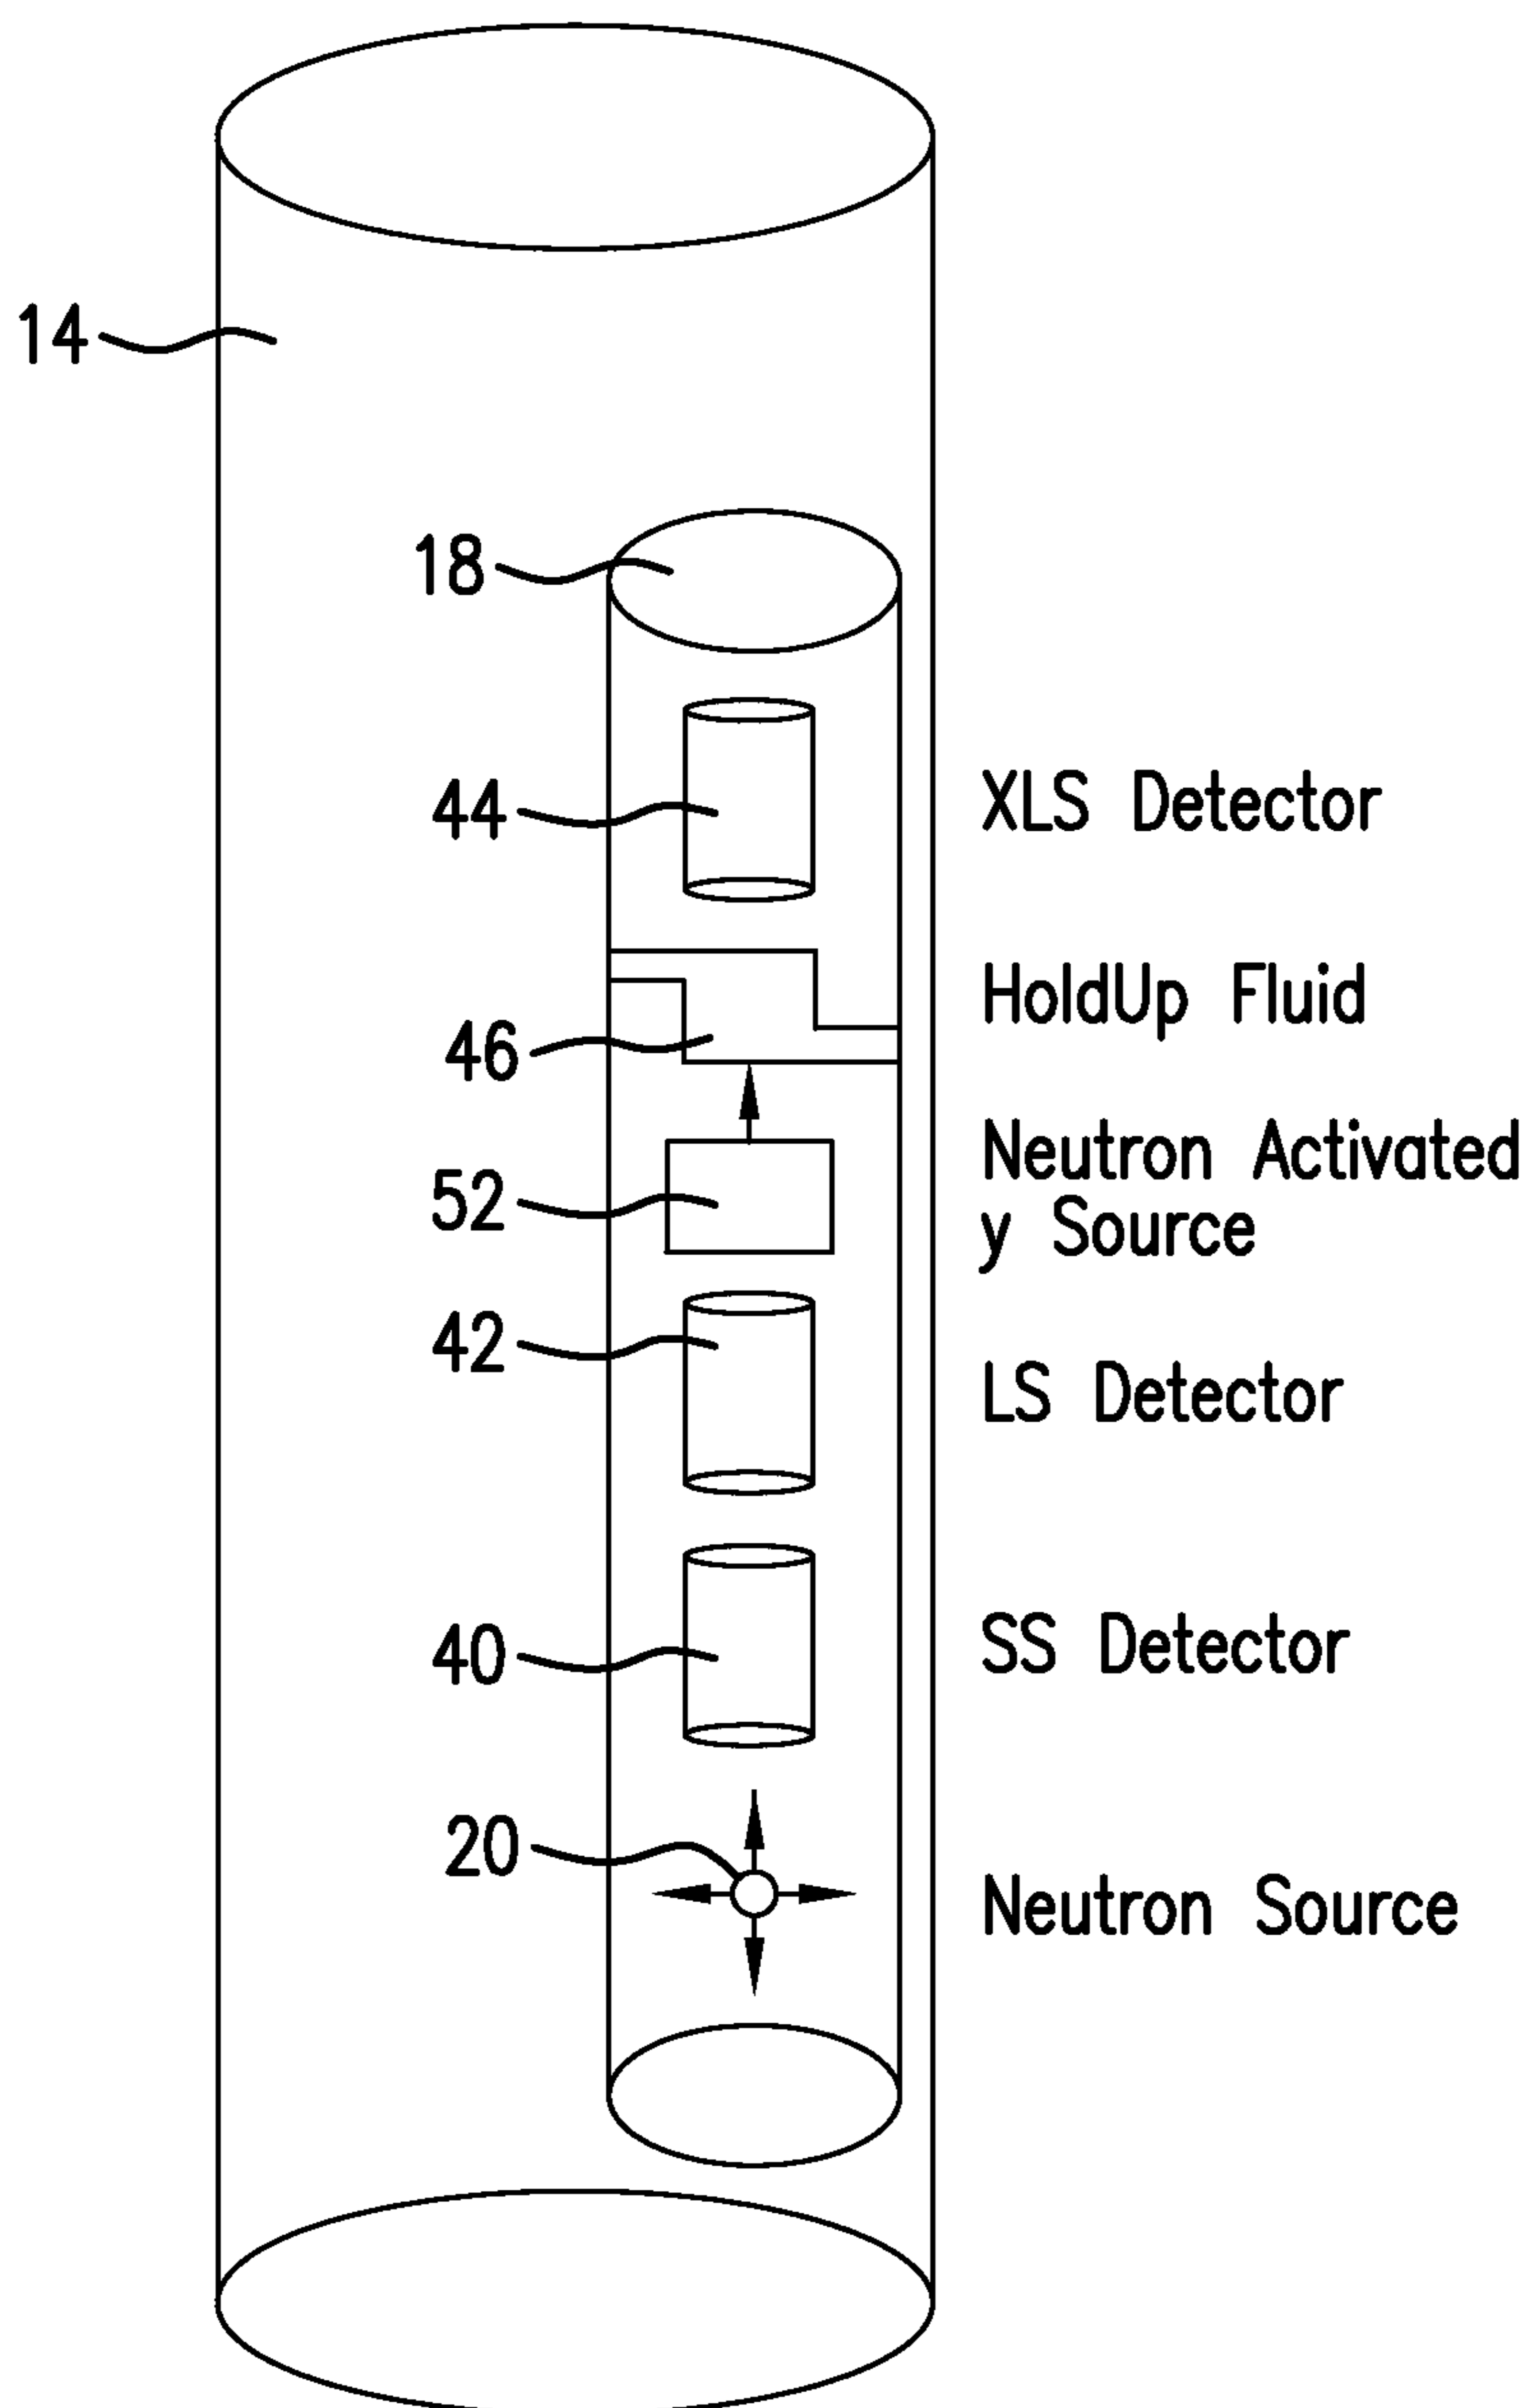 14
18
44
XLS Detector
HoldUp Fluid
46
Neutron Activated
52
y Source
42
LS Detector
40
SS Detector
20
Neutron Source